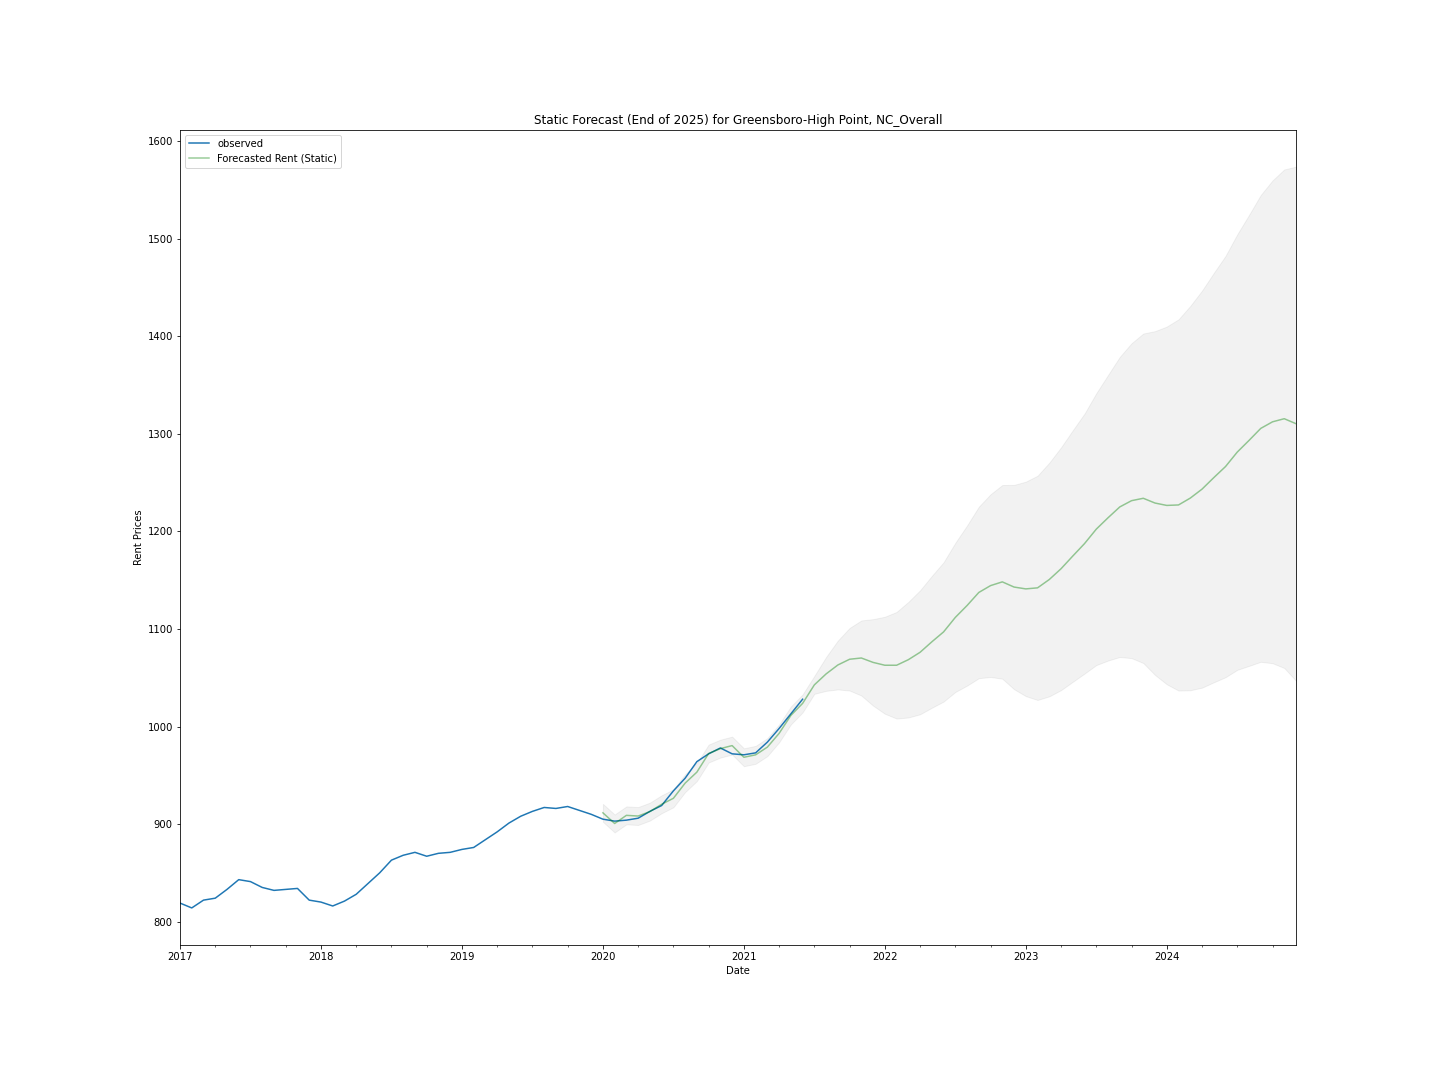 Static Forecast (End of 2025) for Greensboro-High Point, NC_Overall
observed
Forecasted Rent (Static)
1600
1500
1400
1300
1200
1100
1000
900
800
Rent Prices
2017 2018 2019 2020 2021 2022 2023 2024
Date